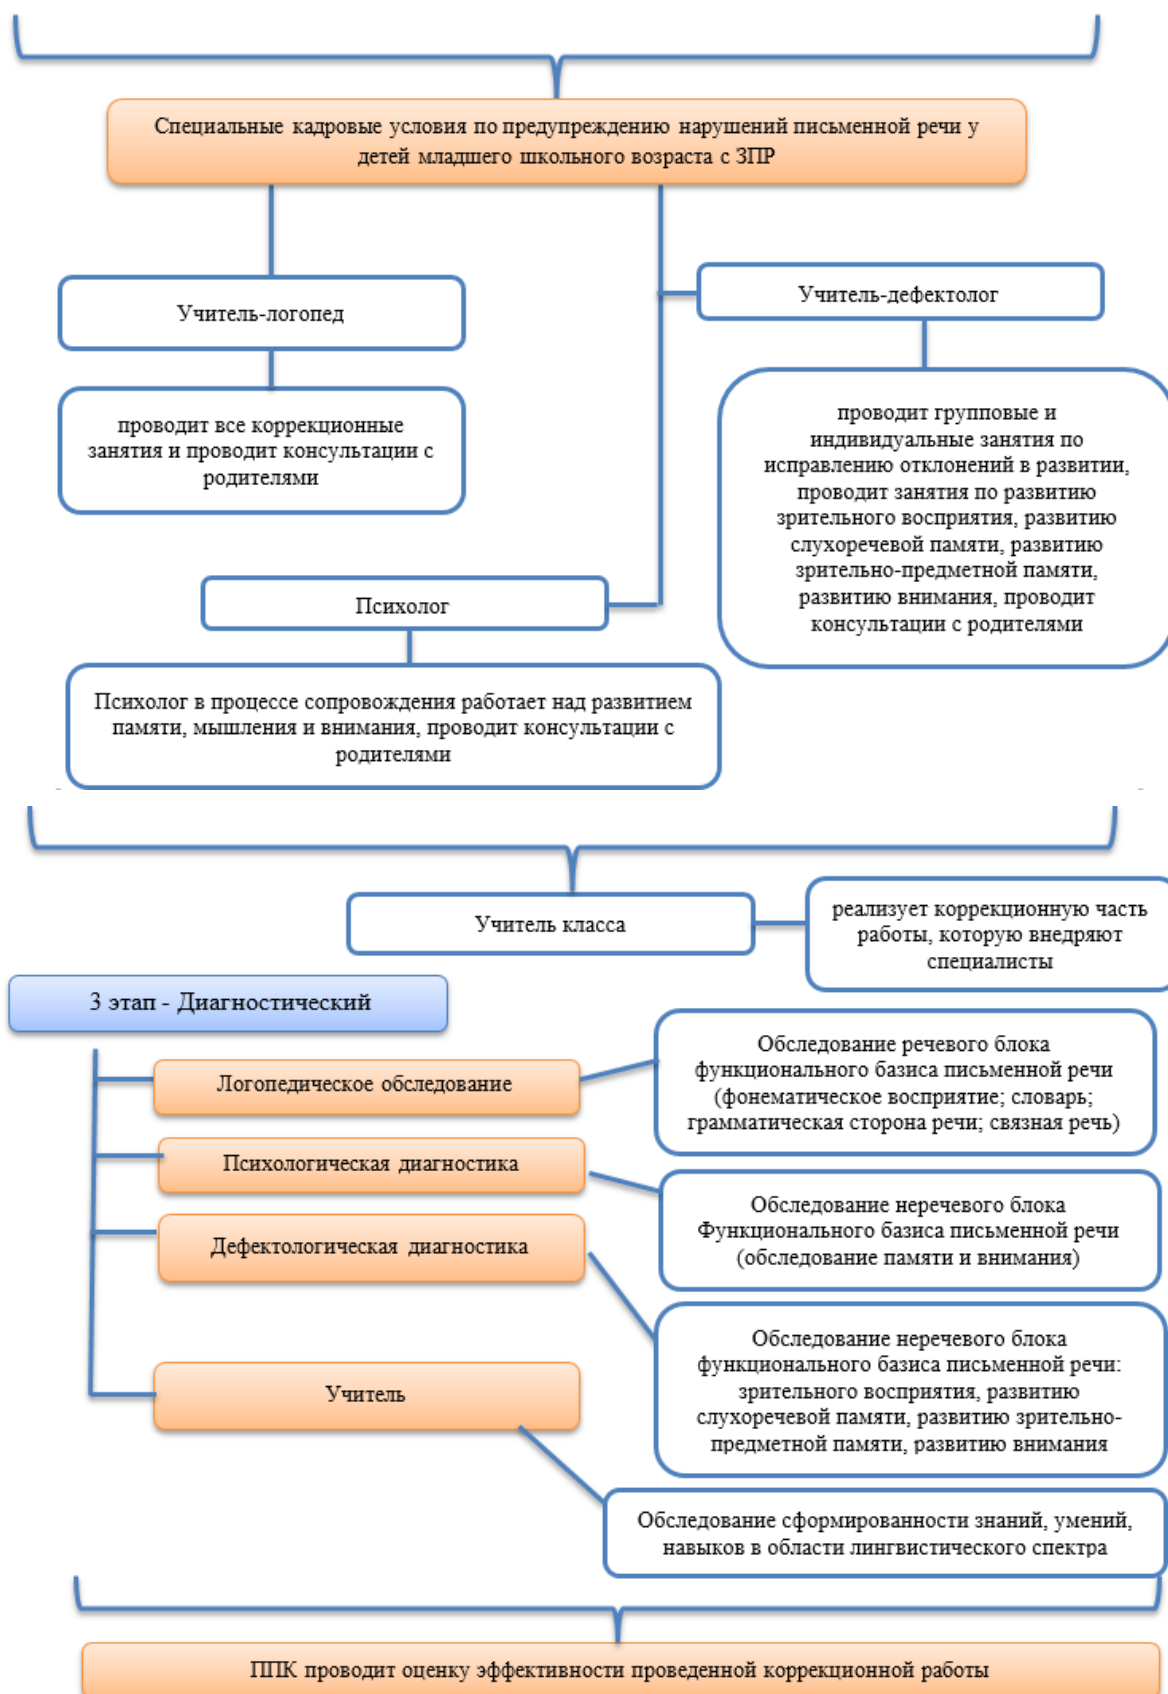 Специальные кадровые условия по предупреждению нарушений письменной речи у
детей младшего школьного возраста с ЗПР
Учитель-логопед
Учитель-дефектолог
проводит все коррекционные
занятия и проводит консультации с
родителями
проводит групповые и
индивидуальные занятия по
исправлению отклонений в развитии,
проводит занятия по развитию
зрительного восприятия, развитию
слухоречевой памяти, развитию
зрительно-предметной памяти,
развитию внимания, проводит
консультации с родителями
Психолог
Психолог в процессе сопровождения работает над развитием
памяти, мышления и внимания, проводит консультации с
родителями
Учитель класса
реализует коррекционную часть
работы, которую внедряют
специалисты
3 этап - Диагностический
Логопедическое обследование
Обследование речевого блока
функционального базиса письменной речи
(фонематическое восприятие; словарь;
грамматическая сторона речи; связная речь)
Психологическая диагностика
Обследование неречевого блока
Функционального базиса письменной речи
(обследование памяти и внимания)
Дефектологическая диагностика
Обследование неречевого блока
функционального базиса письменной речи:
зрительного восприятия, развитию
слухоречевой памяти, развитию зрительно-
предметной памяти, развитию внимания
Учитель
Обследование сформированности знаний, умений,
навыков в области лингвистического спектра
ППК проводит оценку эффективности проведенной коррекционной работы